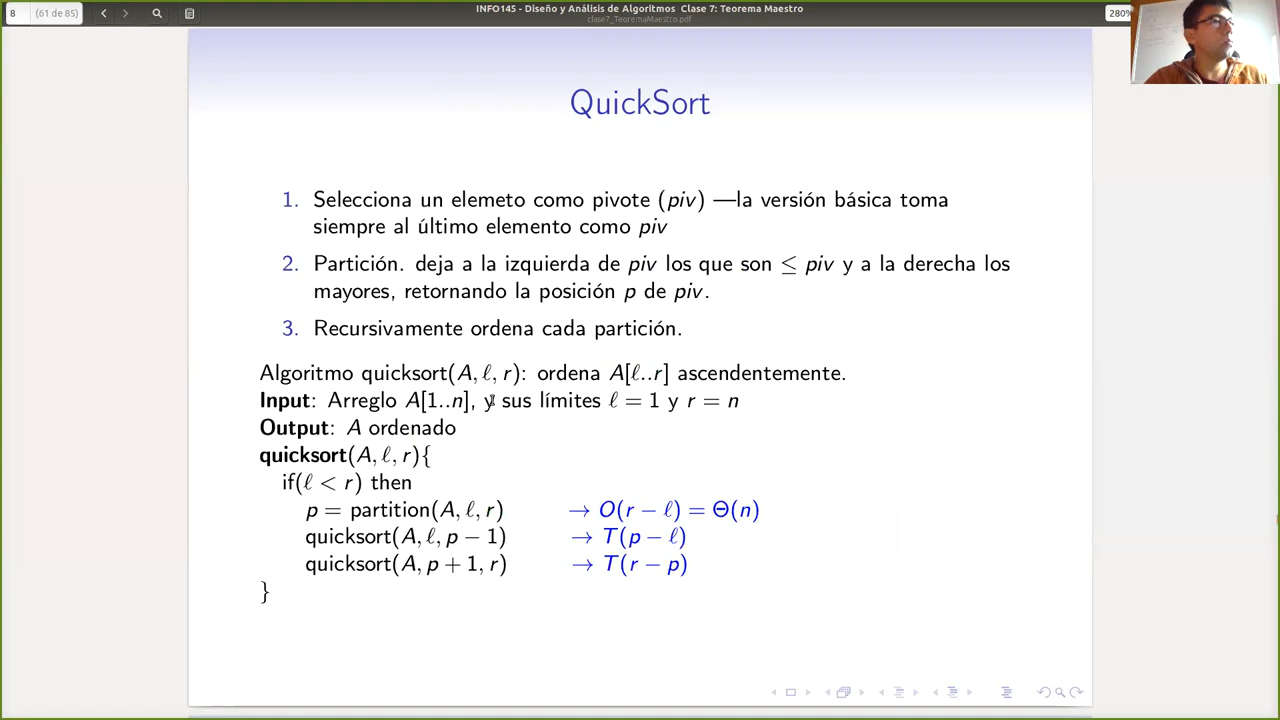 8 (61 of 85)
INFO145 - Diseño y Análisis de Algoritmos Clase 7: Teorema Maestro
clase7_TeoremaMaestro.pdf
280%
QuickSort
1. Selecciona un elemeto como pivote (piv) —la versión básica toma
siempre al último elemento como piv
2. Partición. deja a la izquierda de piv los que son ≤ piv y a la derecha los
mayores, retornando la posición p de piv.
3. Recursivamente ordena cada partición.
Algoritmo quicksort(A, ℓ, r): ordena A[ℓ..r] ascendentemente.
Input: Arreglo A[1..n], y sus límites ℓ = 1 y r = n
Output: A ordenado
quicksort(A, ℓ, r){
if(ℓ < r) then
p = partition(A, ℓ, r) → O(r − ℓ) = Θ(n)
quicksort(A, ℓ, p − 1) → T(p − ℓ)
quicksort(A, p + 1, r) → T(r − p)
}